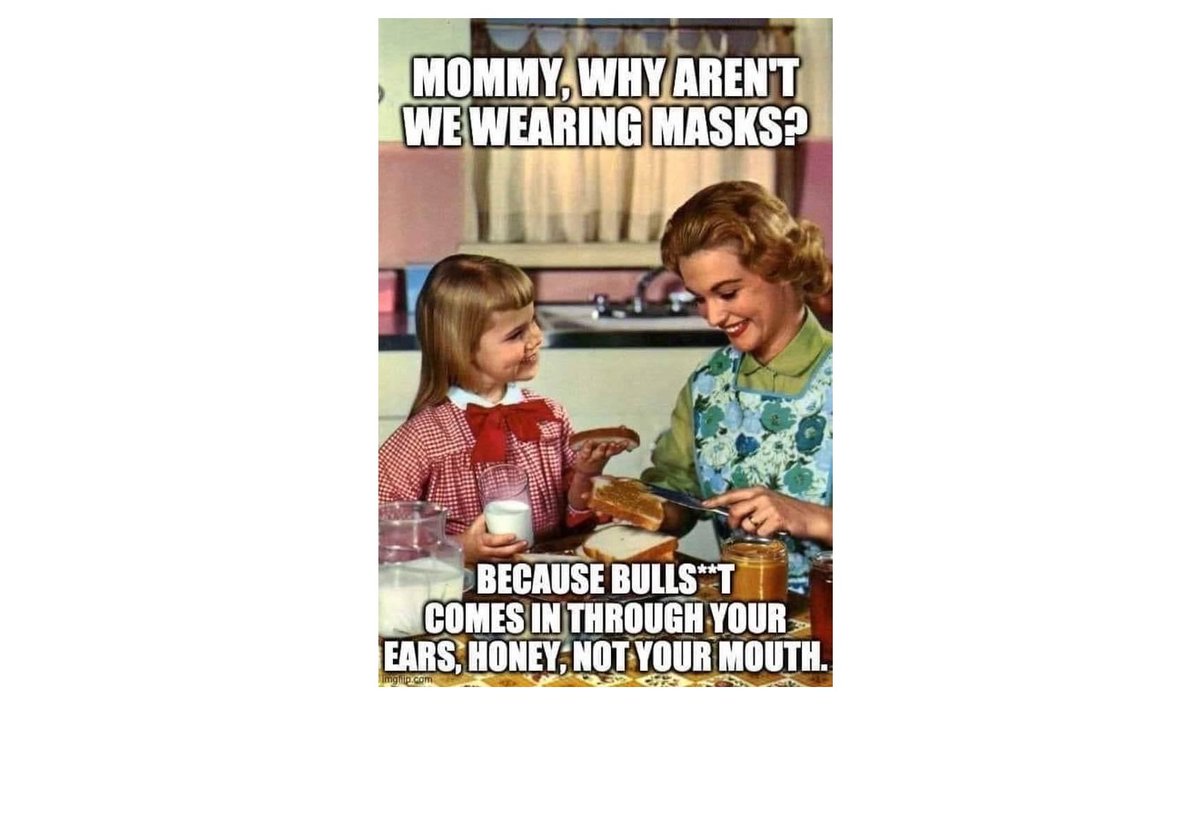 MOMMY, WHY AREN'T
WE WEARING MASKS?
BECAUSE BULLS**T
COMES IN THROUGH YOUR
EARS, HONEY, NOT YOUR MOUTH.
imgflip.com